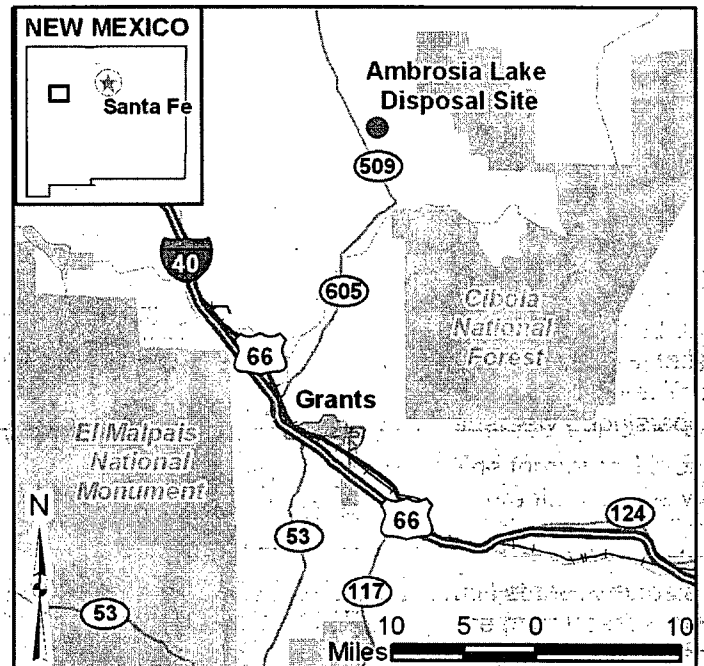 NEW MEXICO
Santa Fe
Ambrosia Lake
Disposal Site
509
40
605
Cibola
National
Forest
66
Grants
El Malpais
National
Monument
N
66
124
53
117
53
10 5 0 10
Miles